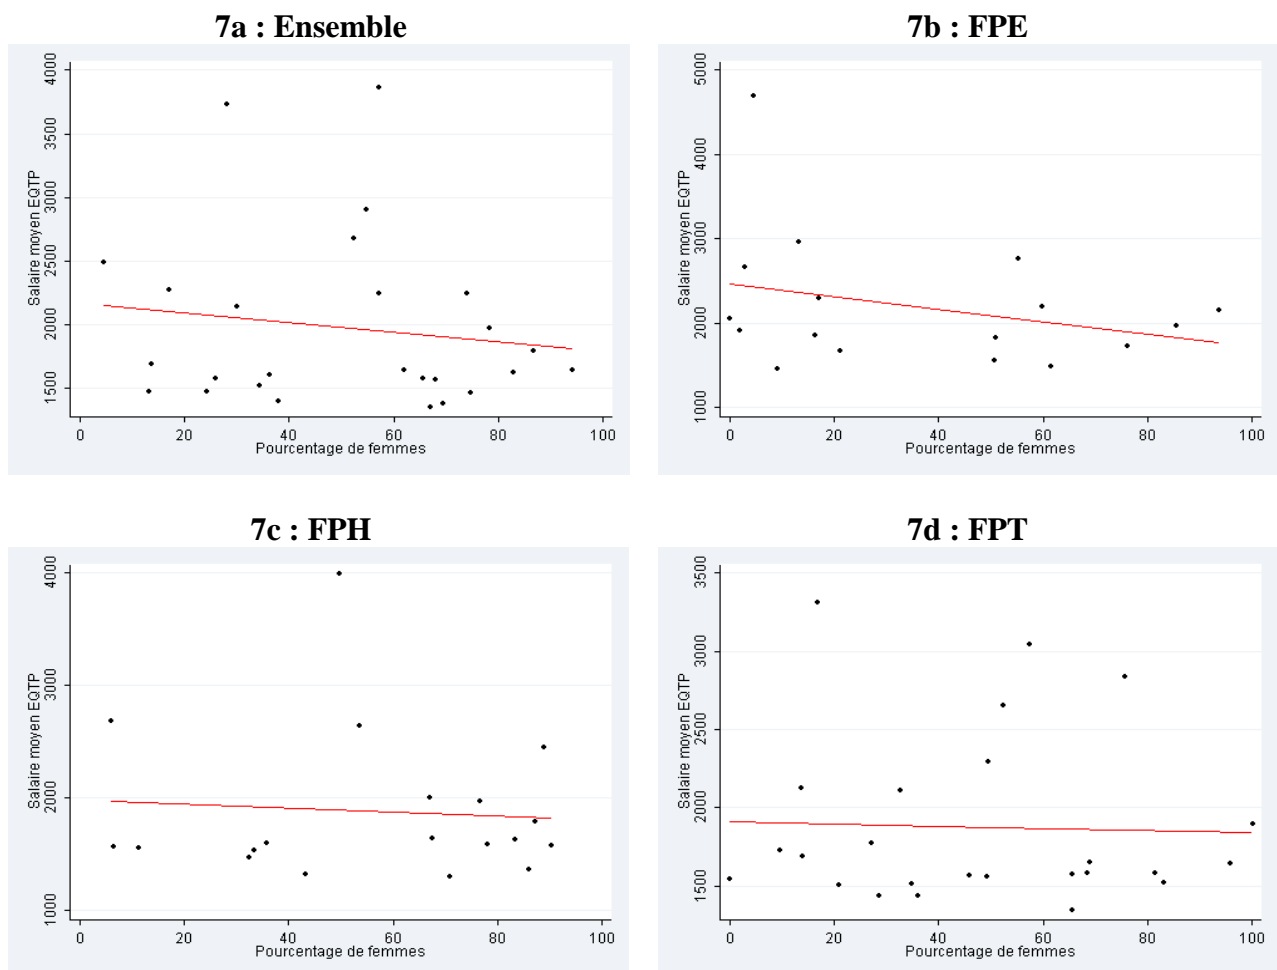 7a : Ensemble
Salaire moyen EQTP
4000
3500
3000
2500
2000
1500
0 20 40 60 80 100
Pourcentage de femmes
7b : FPE
Salaire moyen EQTP
5000
4000
3000
2000
1000
0 20 40 60 80 100
Pourcentage de femmes
7c : FPH
Salaire moyen EQTP
4000
3000
2000
1000
0 20 40 60 80 100
Pourcentage de femmes
7d : FPT
Salaire moyen EQTP
3500
3000
2500
2000
1500
0 20 40 60 80 100
Pourcentage de femmes